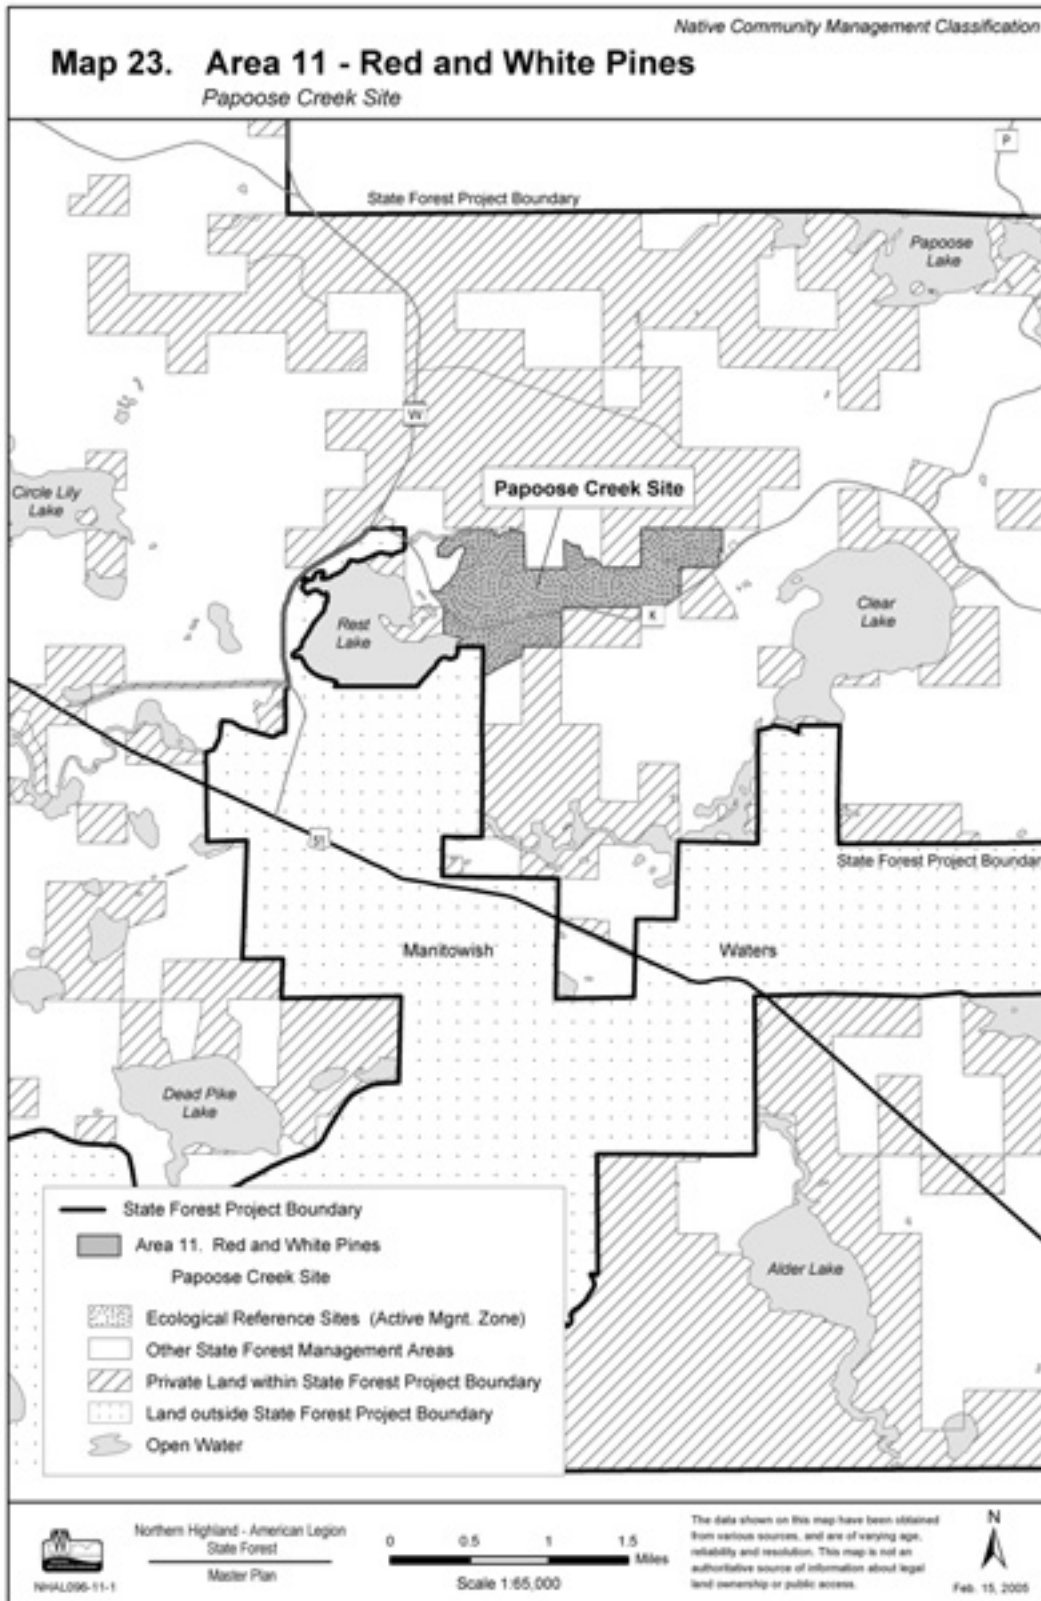 Native Community Management Classification
Map 23. Area 11 - Red and White Pines
Papoose Creek Site
P
State Forest Project Boundary
Papoose
Lake
W
Papoose Creek Site
Circle Lily
Lake
Rest
Lake
Clear
Lake
K
51
State Forest Project Boundar
Manitowish
Waters
Dead Pike
Lake
Alder Lake
State Forest Project Boundary
Area 11. Red and White Pines
Papoose Creek Site
Ecological Reference Sites (Active Mgnt. Zone)
Other State Forest Management Areas
Private Land within State Forest Project Boundary
Land outside State Forest Project Boundary
Open Water
NHAL096-11-1
Northern Highland - American Legion
State Forest
Master Plan
0 0.5 1 1.5
Miles
Scale 1:65,000
The data shown on this map have been obtained
from various sources, and are of varying age,
reliability and resolution. This map is not an
authoritative source of information about legal
land ownership or public access.
N
Feb. 15, 2005